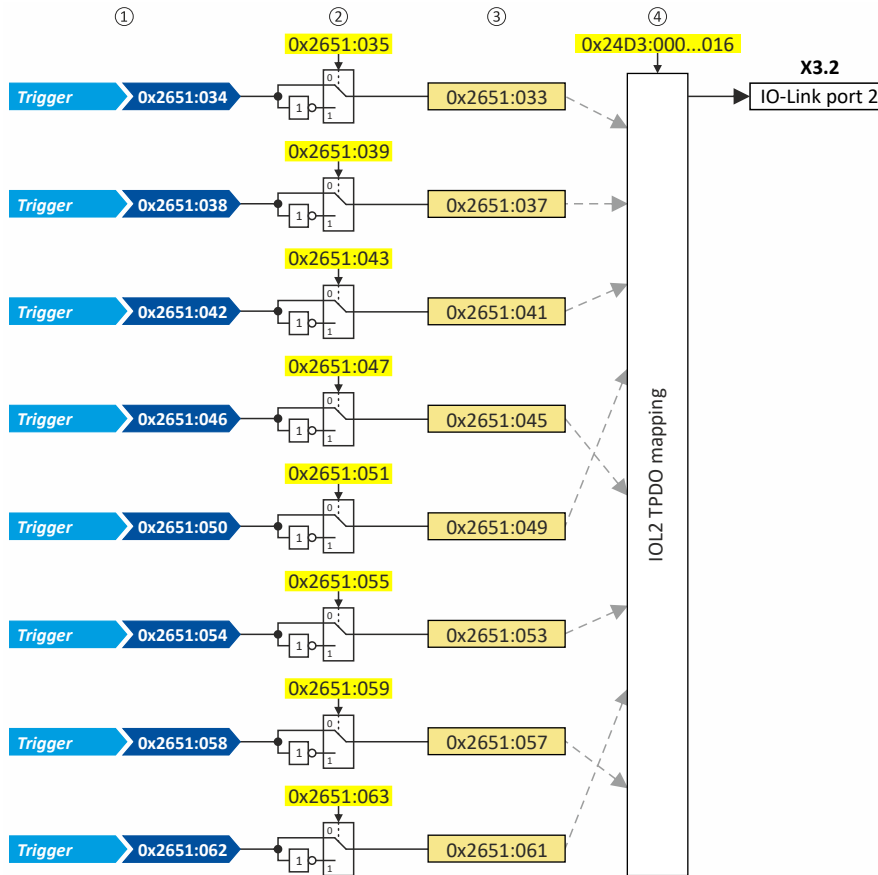 ① ② ③ ④
0x2651:035 0x24D3:000...016
X3.2
Trigger 0x2651:034 0 1 1 0x2651:033 IO-Link port 2
0x2651:039
Trigger 0x2651:038 0 1 1 0x2651:037
0x2651:043
Trigger 0x2651:042 0 1 1 0x2651:041
0x2651:047
Trigger 0x2651:046 0 1 1 0x2651:045
0x2651:051
Trigger 0x2651:050 0 1 1 0x2651:049
0x2651:055
Trigger 0x2651:054 0 1 1 0x2651:053
0x2651:059
Trigger 0x2651:058 0 1 1 0x2651:057
0x2651:063
Trigger 0x2651:062 0 1 1 0x2651:061
IOL2 TPDO mapping